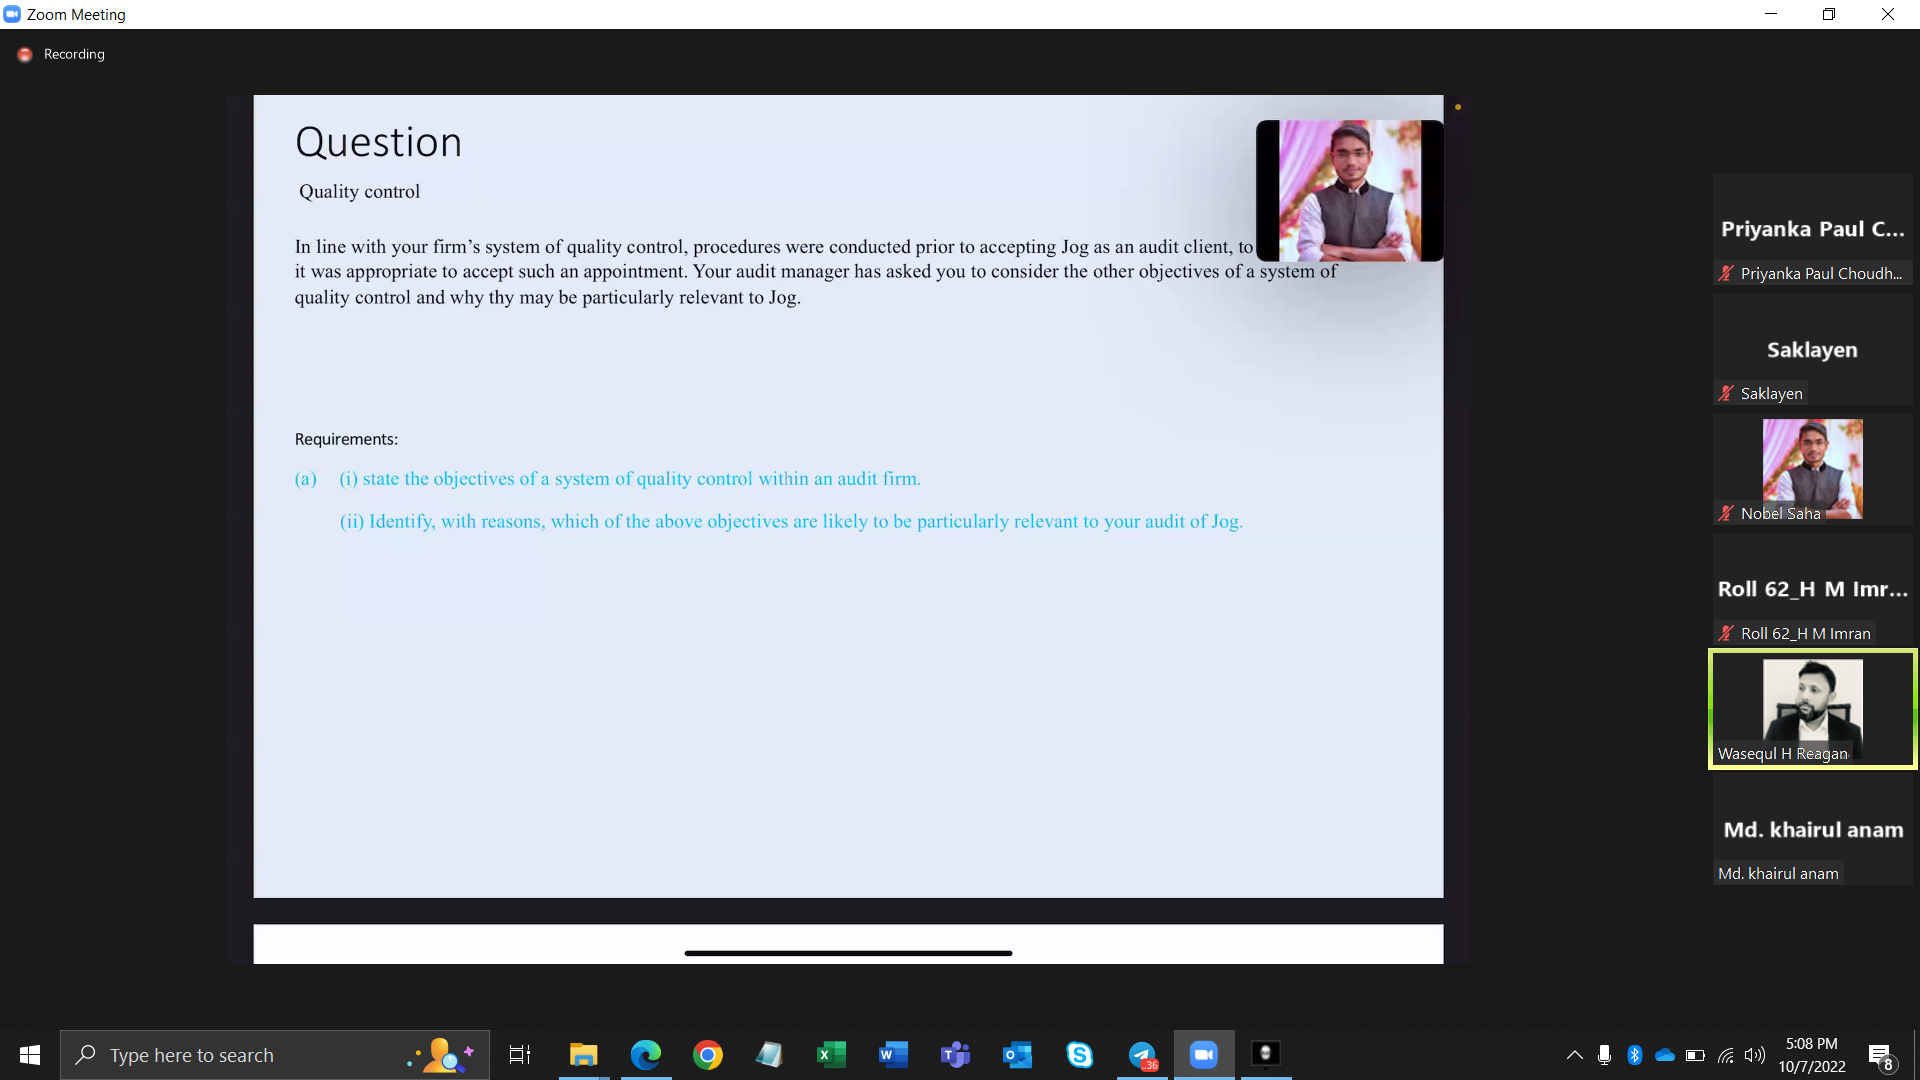 Zoom Meeting
Recording
Question
Quality control
In line with your firm's system of quality control, procedures were conducted prior to accepting Jog as an audit client, to
it was appropriate to accept such an appointment. Your audit manager has asked you to consider the other objectives of a system of
quality control and why thy may be particularly relevant to Jog.
Requirements:
(a) (i) state the objectives of a system of quality control within an audit firm.
(ii) Identify, with reasons, which of the above objectives are likely to be particularly relevant to your audit of Jog.
Priyanka Paul C...
Priyanka Paul Choudh...
Saklayen
Saklayen
Nobel Saha
Roll 62_H M Imr...
Roll 62_H M Imran
Wasequl H Reagan
Md. khairul anam
Md. khairul anam
Type here to search
36
5:08 PM
10/7/2022
8